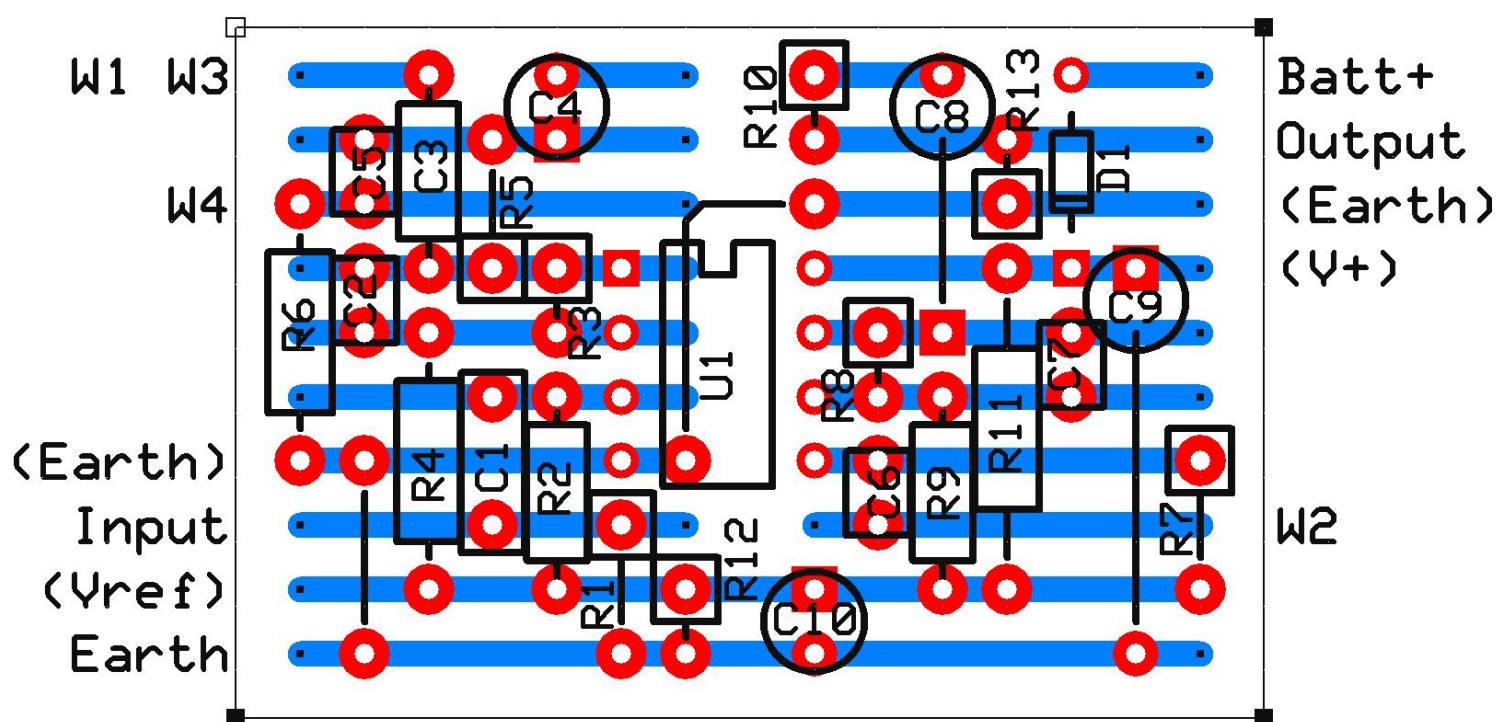 W1 W3
Batt+
Output
W4
(Earth)
(V+)
(Earth)
Input
W2
(Vref)
Earth
R10
R13
C4
C8
C5
C3
R5
D1
R6
C2
R3
C9
U1
R8
C7
R4
C1
R2
R11
C6
R9
R7
R12
R1
C10